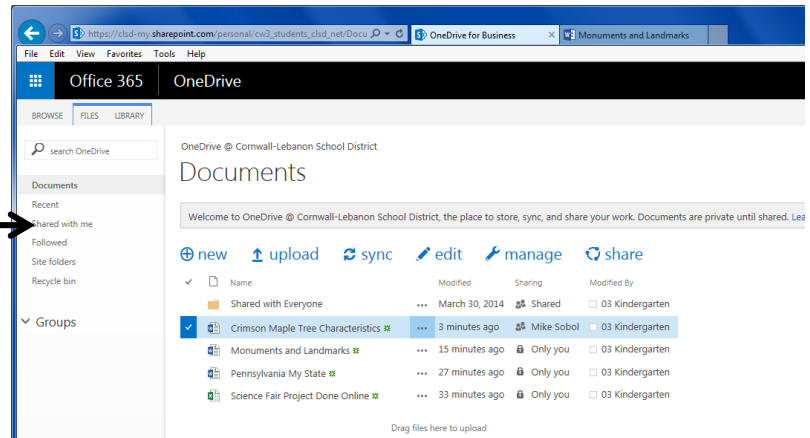 https://clsd-my.sharepoint.com/personal/cw3_students_clsd_net/Docu
OneDrive for Business
Monuments and Landmarks
File Edit View Favorites Tools Help
Office 365 OneDrive
BROWSE FILES LIBRARY
search OneDrive
Documents
Recent
Shared with me
Followed
Site folders
Recycle bin
Groups
OneDrive @ Cornwall-Lebanon School District
Documents
Welcome to OneDrive @ Cornwall-Lebanon School District, the place to store, sync, and share your work. Documents are private until shared. Lea
new upload sync edit manage share
Name Modified Sharing Modified By
Shared with Everyone ... March 30, 2014 Shared 03 Kindergarten
Crimson Maple Tree Characteristics ... 3 minutes ago Mike Sobol 03 Kindergarten
Monuments and Landmarks ... 15 minutes ago Only you 03 Kindergarten
Pennsylvania My State ... 27 minutes ago Only you 03 Kindergarten
Science Fair Project Done Online ... 33 minutes ago Only you 03 Kindergarten
Drag files here to upload